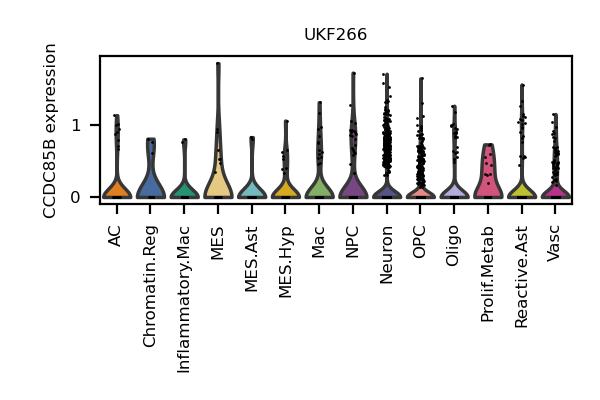 UKF266
CCDC85B expression
1
0
AC
Chromatin.Reg
Inflammatory.Mac
MES
MES.Ast
MES.Hyp
Mac
NPC
Neuron
OPC
Oligo
Prolif.Metab
Reactive.Ast
Vasc